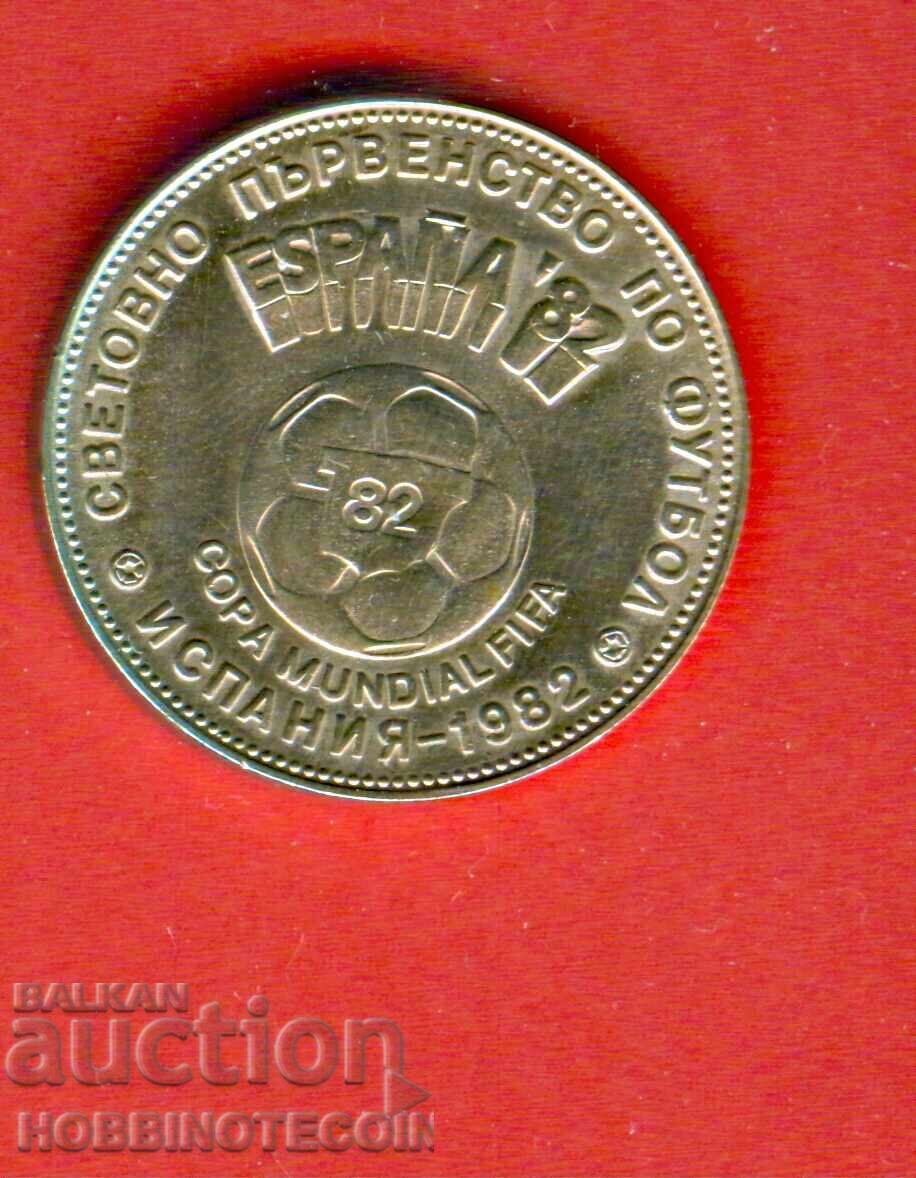 СВЕТОВНО ПЪРВЕНСТВО ПО ФУТБОЛ
ESPAÑA '82
82
COPA MUNDIAL FIFA
ИСПАНИЯ-1982
BALKAN
auction
HOBBINOTECOIN